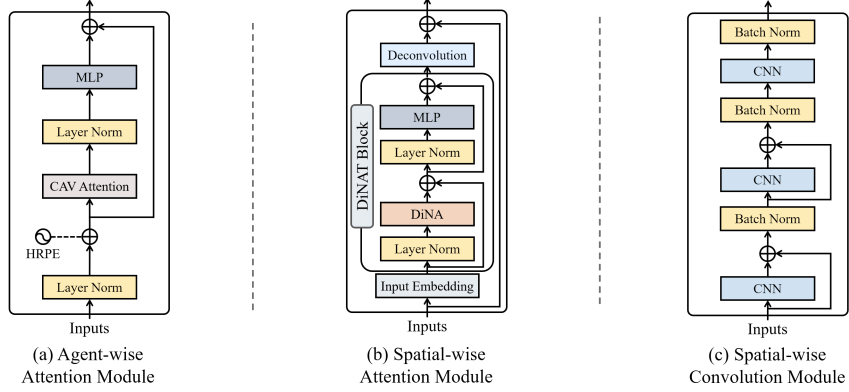 MLP
Layer Norm
CAV Attention
HRPE
Layer Norm
Inputs
(a) Agent-wise
Attention Module
Deconvolution
DiNAT Block
MLP
Layer Norm
DiNA
Layer Norm
Input Embedding
Inputs
(b) Spatial-wise
Attention Module
Batch Norm
CNN
Batch Norm
CNN
Batch Norm
CNN
Inputs
(c) Spatial-wise
Convolution Module